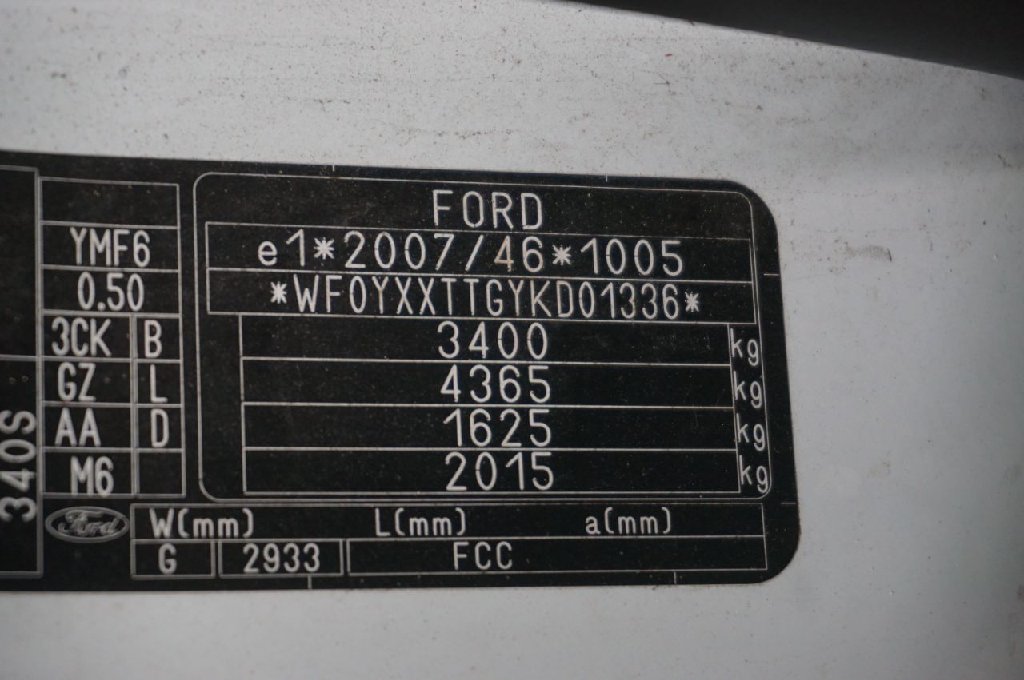 FORD
e1*2007/46*1005
*WF0YXXTTGYKD01336*
3400 kg
4365 kg
1625 kg
2015 kg
YMF6
0.50
3CK B
GZ L
AA D
M6
340S
Ford
W(mm) L(mm) a(mm)
G 2933 FCC